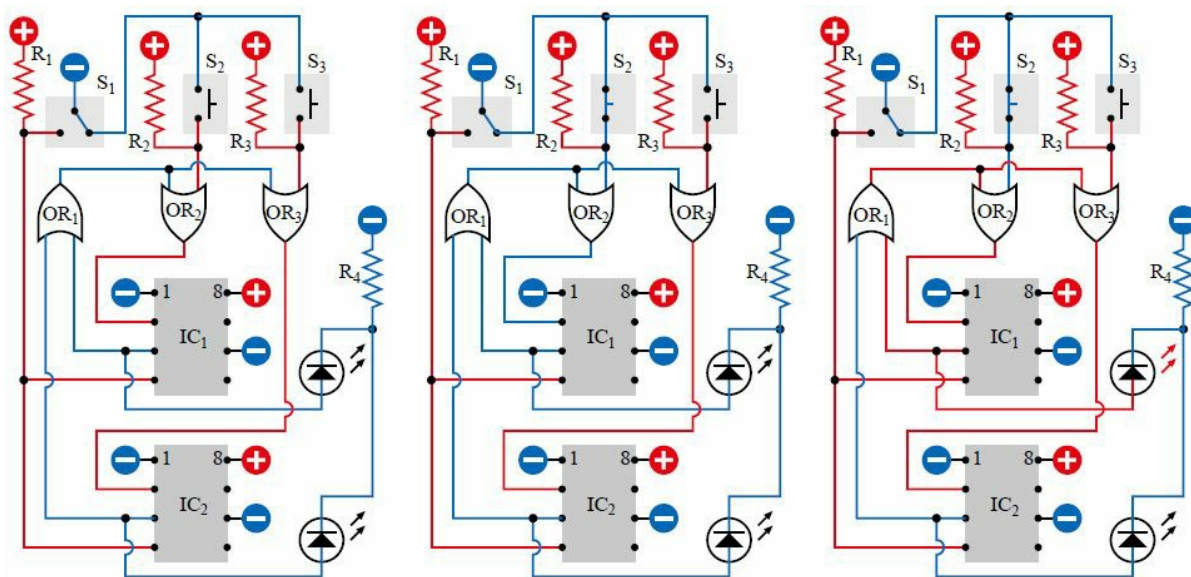 R₁
S₁
S₂
S₃
R₂
R₃
OR₁
OR₂
OR₃
R₄
1 8
IC₁
1 8
IC₂
R₁
S₁
S₂
S₃
R₂
R₃
OR₁
OR₂
OR₃
R₄
1 8
IC₁
1 8
IC₂
R₁
S₁
S₂
S₃
R₂
R₃
OR₁
OR₂
OR₃
R₄
1 8
IC₁
1 8
IC₂